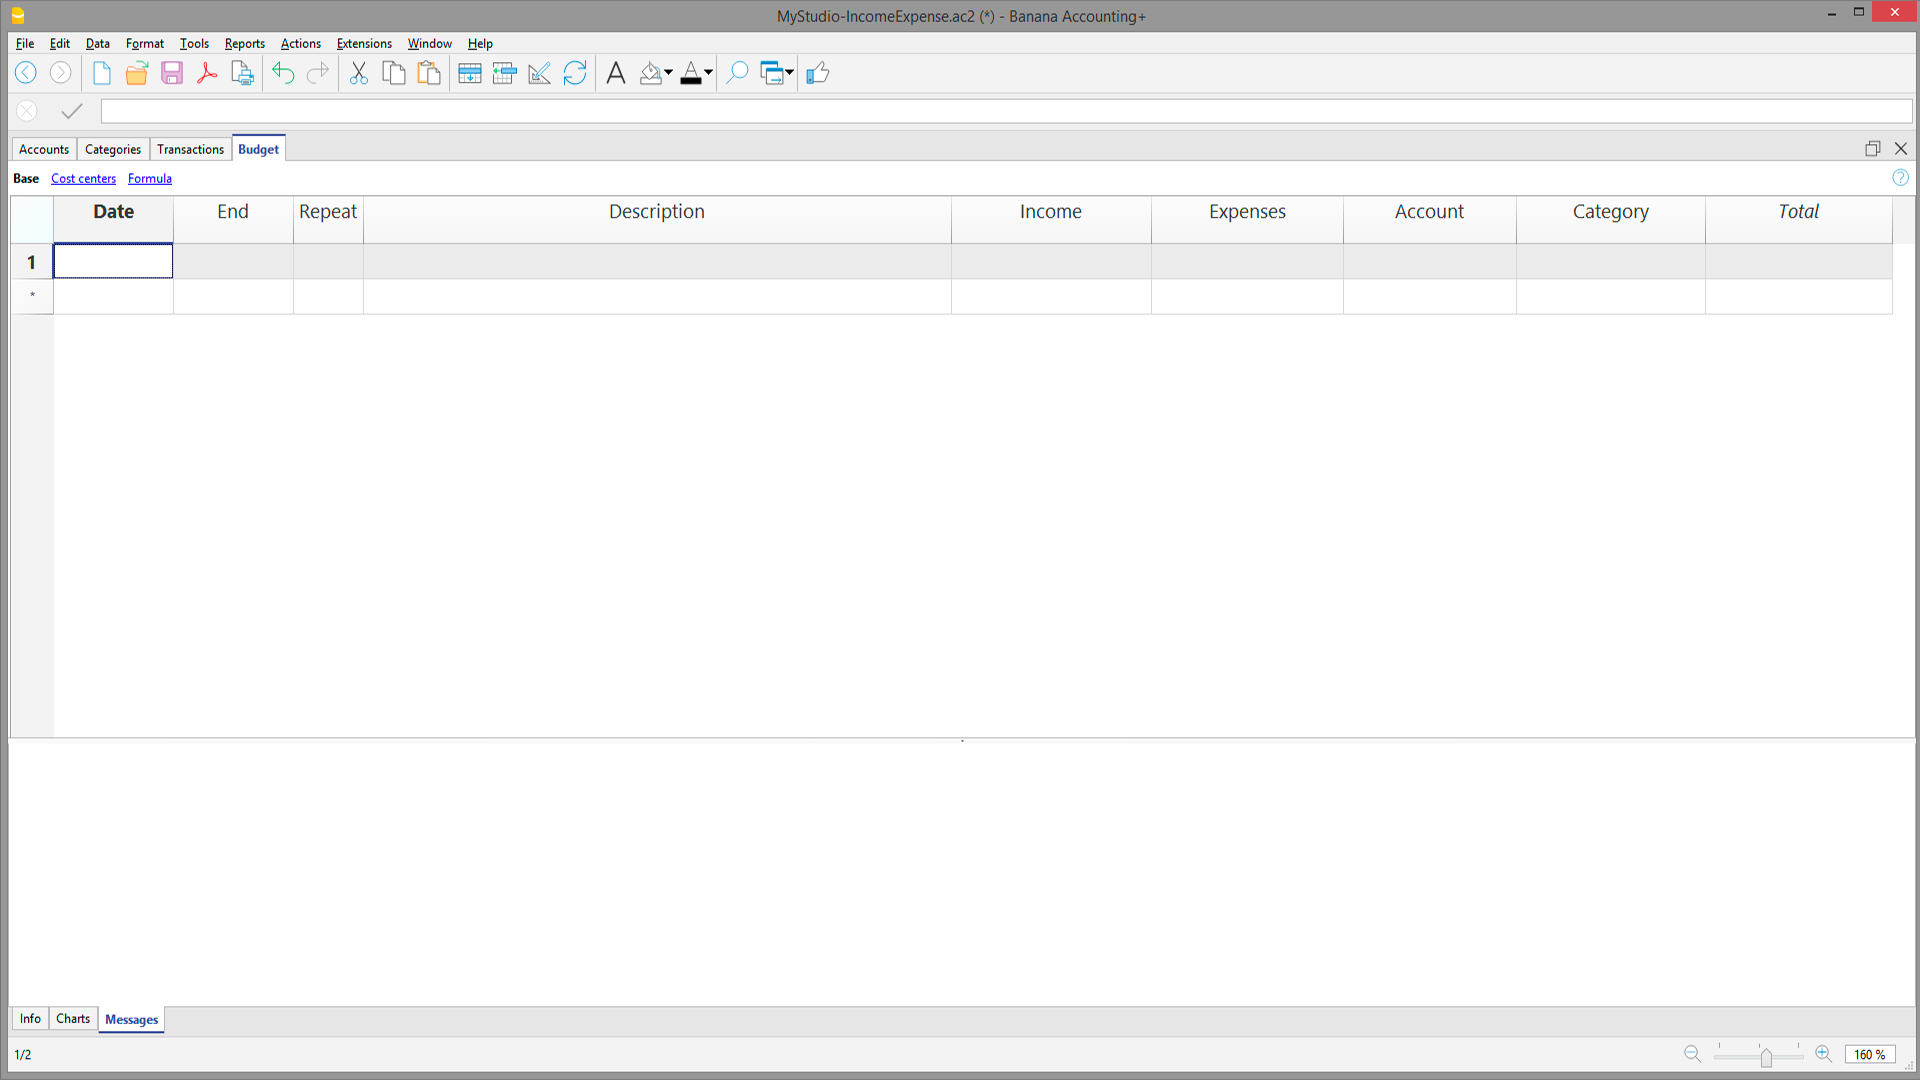 MyStudio-IncomeExpense.ac2 (*) - Banana Accounting+
File Edit Data Format Tools Reports Actions Extensions Window Help
Accounts Categories Transactions Budget
Base Cost centers Formula
Date End Repeat Description Income Expenses Account Category Total
1
*
Info Charts Messages
1/2
160 %